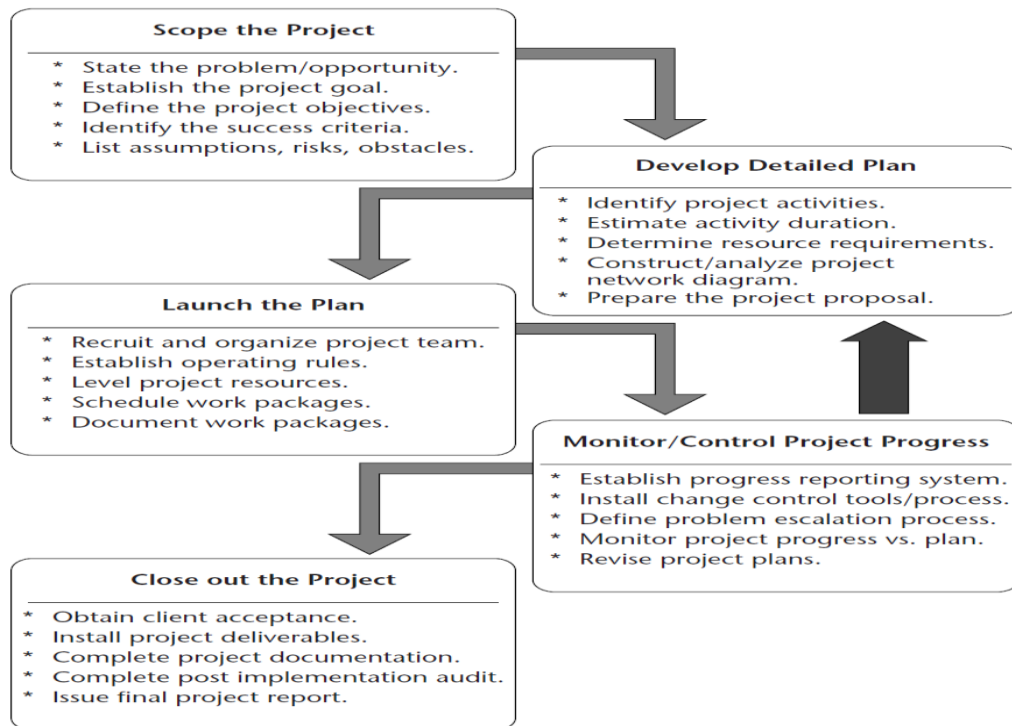 Scope the Project
* State the problem/opportunity.
* Establish the project goal.
* Define the project objectives.
* Identify the success criteria.
* List assumptions, risks, obstacles.
Develop Detailed Plan
* Identify project activities.
* Estimate activity duration.
* Determine resource requirements.
* Construct/analyze project
network diagram.
* Prepare the project proposal.
Launch the Plan
* Recruit and organize project team.
* Establish operating rules.
* Level project resources.
* Schedule work packages.
* Document work packages.
Monitor/Control Project Progress
* Establish progress reporting system.
* Install change control tools/process.
* Define problem escalation process.
* Monitor project progress vs. plan.
* Revise project plans.
Close out the Project
* Obtain client acceptance.
* Install project deliverables.
* Complete project documentation.
* Complete post implementation audit.
* Issue final project report.